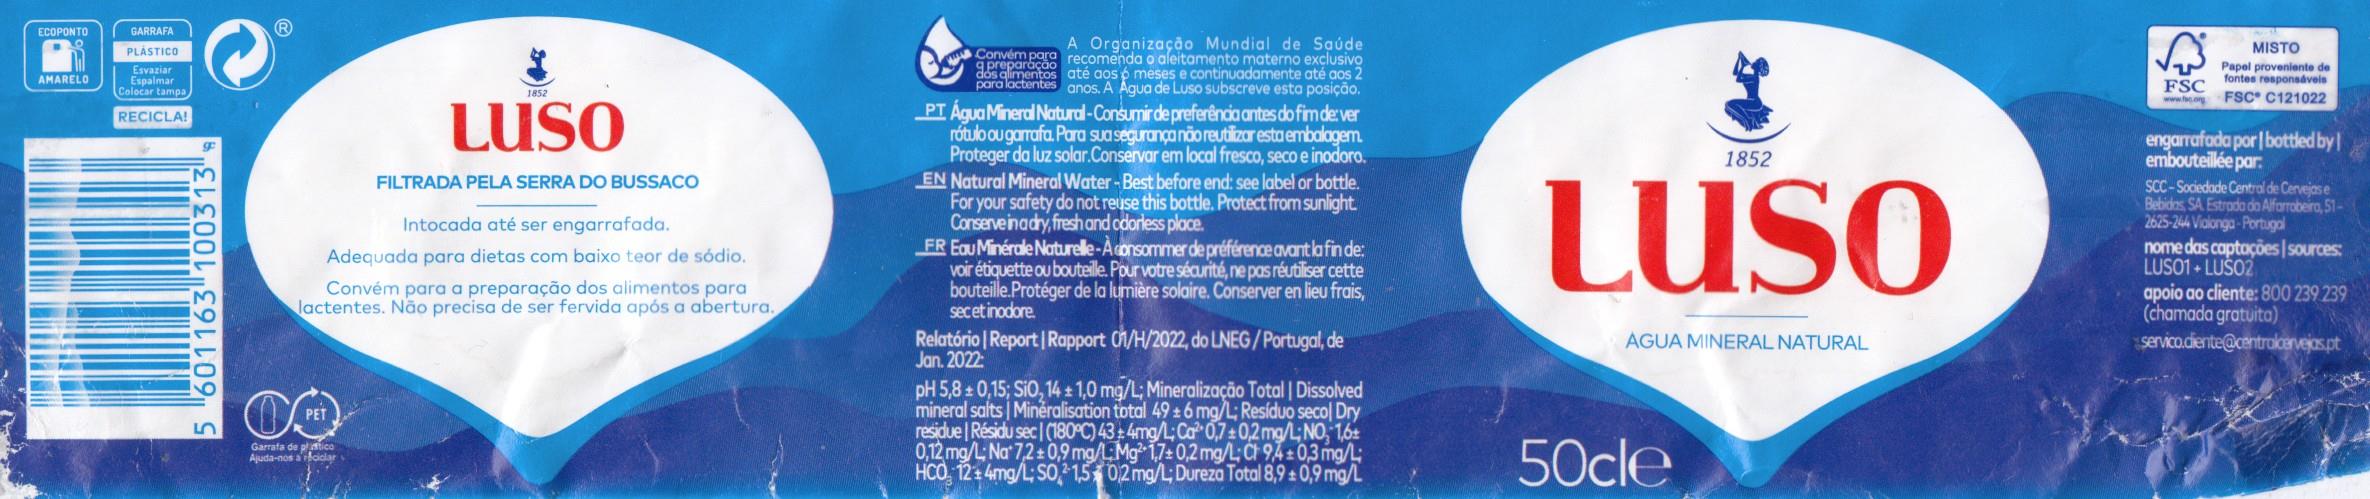 ECOPONTO
AMARELO
GARRAFA
PLÁSTICO
Esvaziar
Espalmar
Colocar tampa
RECICLA!
®
gc
5 601163 100313
PET
Garrafa de plástico
Ajuda-nos a reciclar
1852
LUSO
FILTRADA PELA SERRA DO BUSSACO
Intocada até ser engarrafada.
Adequada para dietas com baixo teor de sódio.
Convém para a preparação dos alimentos para
lactentes. Não precisa de ser fervida após a abertura.
Convém para
a preparação
dos alimentos
para lactentes
A Organização Mundial de Saúde
recomenda o aleitamento materno exclusivo
até aos 6 meses e continuadamente até aos 2
anos. A Água de Luso subscreve esta posição.
PT Água Mineral Natural - Consumir de preferência antes do fim de: ver
rótulo ou garrafa. Para sua segurança não reutilizar esta embalagem.
Proteger da luz solar. Conservar em local fresco, seco e inodoro.
EN Natural Mineral Water - Best before end: see label or bottle.
For your safety do not reuse this bottle. Protect from sunlight.
Conserve in a dry, fresh and odorless place.
FR Eau Minérale Naturelle - À consommer de préférence avant la fin de:
voir étiquette ou bouteille. Pour votre sécurité, ne pas réutiliser cette
bouteille. Protéger de la lumière solaire. Conserver en lieu frais,
sec et inodore.
Relatório | Report | Rapport 01/H/2022, do LNEG / Portugal, de
Jan. 2022:
pH 5,8 ± 0,15; SiO₂ 14 ± 1,0 mg/L; Mineralização Total | Dissolved
mineral salts | Minéralisation total 49 ± 6 mg/L; Resíduo seco| Dry
residue | Résidu sec | (180ºC) 43 ± 4mg/L; Ca²⁺ 0,7 ± 0,2 mg/L; NO₃⁻ 1,6±
0,12 mg/L; Na⁺ 7,2 ± 0,9 mg/L; Mg²⁺ 1,7± 0,2 mg/L; Cl⁻ 9,4 ± 0,3 mg/L;
HCO₃⁻ 12 ± 4mg/L; SO₄²⁻ 1,5 ± 0,2 mg/L; Dureza Total 8,9 ± 0,9 mg/L
1852
LUSO
ÁGUA MINERAL NATURAL
50cl℮
FSC
www.fsc.org
MISTO
Papel proveniente de
fontes responsáveis
FSC® C121022
engarrafada por | bottled by |
embouteillée par:
SCC - Sociedade Central de Cervejas e
Bebidas, SA. Estrada da Alfarrobeira, 51 -
2625-244 Vialonga - Portugal
nome das captações | sources:
LUSO1 + LUSO2
apoio ao cliente: 800 239 239
(chamada gratuita)
servico.cliente@centralcervejas.pt